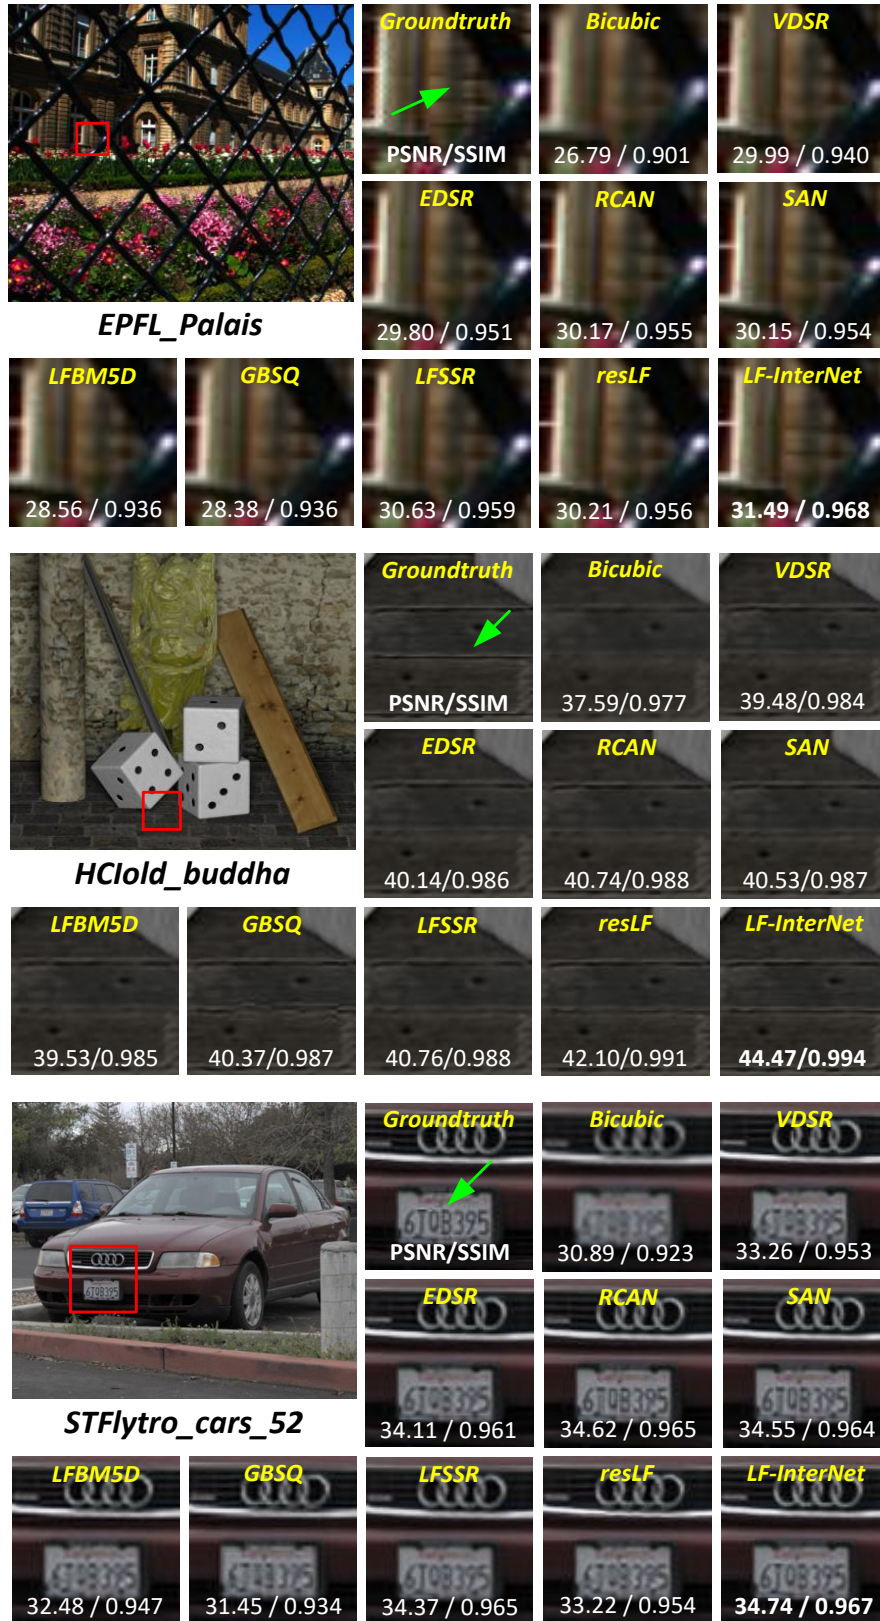 Groundtruth Bicubic VDSR
PSNR/SSIM 26.79 / 0.901 29.99 / 0.940
EDSR RCAN SAN
29.80 / 0.951 30.17 / 0.955 30.15 / 0.954
EPFL_Palais
LFBM5D GBSQ LFSSR resLF LF-InterNet
28.56 / 0.936 28.38 / 0.936 30.63 / 0.959 30.21 / 0.956 31.49 / 0.968
Groundtruth Bicubic VDSR
PSNR/SSIM 37.59/0.977 39.48/0.984
EDSR RCAN SAN
40.14/0.986 40.74/0.988 40.53/0.987
HCIold_buddha
LFBM5D GBSQ LFSSR resLF LF-InterNet
39.53/0.985 40.37/0.987 40.76/0.988 42.10/0.991 44.47/0.994
Groundtruth Bicubic VDSR
6TQB395
PSNR/SSIM 30.89 / 0.923 33.26 / 0.953
6TQB395
EDSR RCAN SAN
6TQB395 6TQB395 6TQB395
34.11 / 0.961 34.62 / 0.965 34.55 / 0.964
STFlytro_cars_52
LFBM5D GBSQ LFSSR resLF LF-InterNet
6TQB395 6TQB395 6TQB395
32.48 / 0.947 31.45 / 0.934 34.37 / 0.965 33.22 / 0.954 34.74 / 0.967